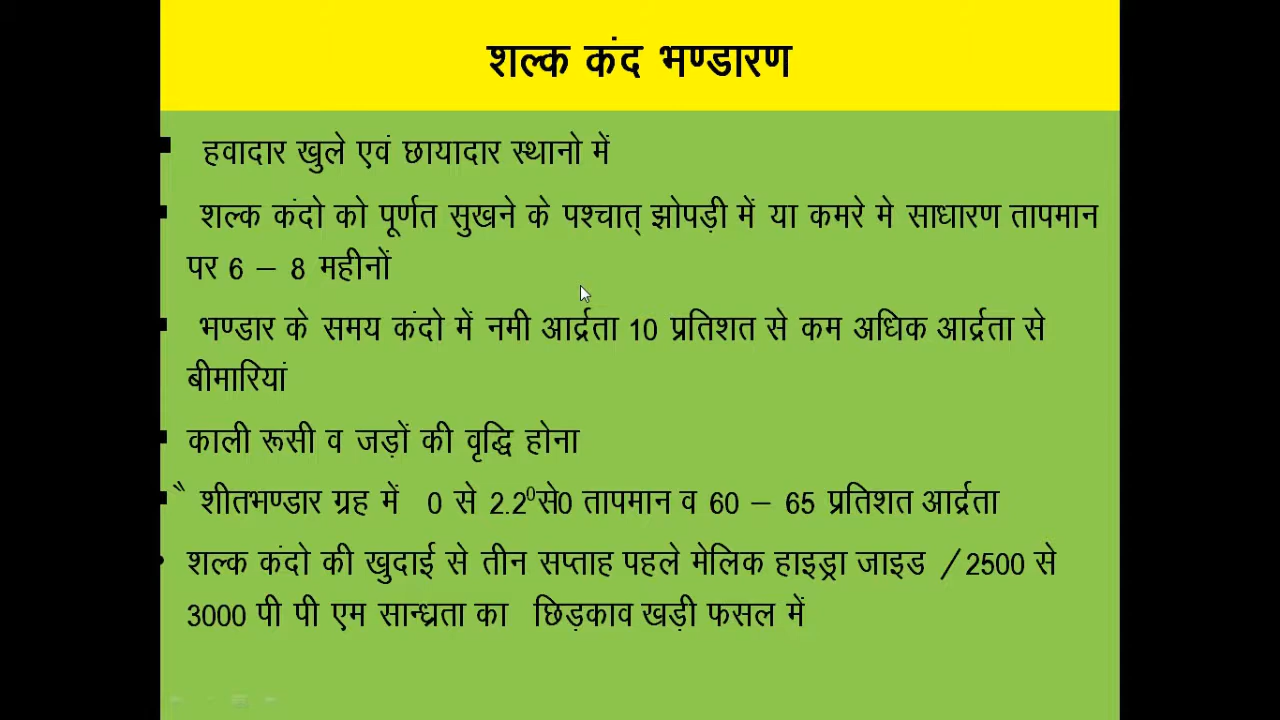 शल्क कंद भण्डारण
हवादार खुले एवं छायादार स्थानो में
शल्क कंदो को पूर्णत सुखने के पश्चात् झोपड़ी में या कमरे मे साधारण तापमान
पर 6 – 8 महीनों
भण्डार के समय कंदो में नमी आर्द्रता 10 प्रतिशत से कम अधिक आर्द्रता से
बीमारियां
काली रूसी व जड़ों की वृद्धि होना
शीतभण्डार ग्रह में 0 से 2.2⁰से0 तापमान व 60 – 65 प्रतिशत आर्द्रता
शल्क कंदो की खुदाई से तीन सप्ताह पहले मेलिक हाइड्रा जाइड /2500 से
3000 पी पी एम सान्ध्रता का छिड़काव खड़ी फसल में